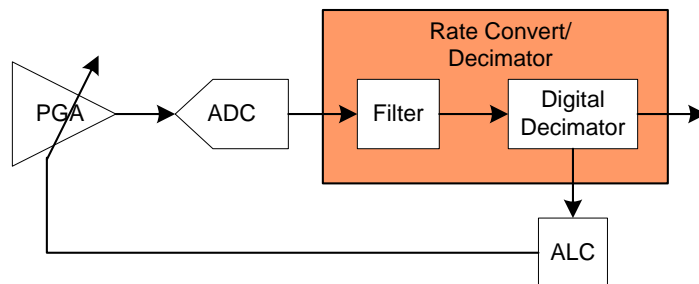 Rate Convert/
Decimator
PGA
ADC
Filter
Digital
Decimator
ALC